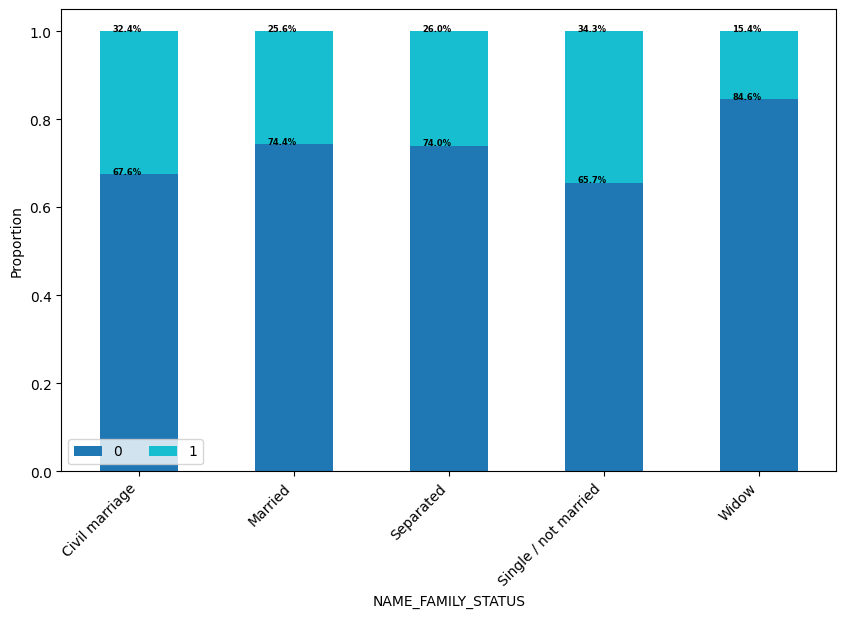 32.4% 25.6% 26.0% 34.3% 15.4%
1.0
84.6%
0.8
74.4% 74.0%
67.6% 65.7%
0.6
Proportion
0.4
0.2
0 1
0.0
Civil marriage
Married
Separated
Single / not married
Widow
NAME_FAMILY_STATUS